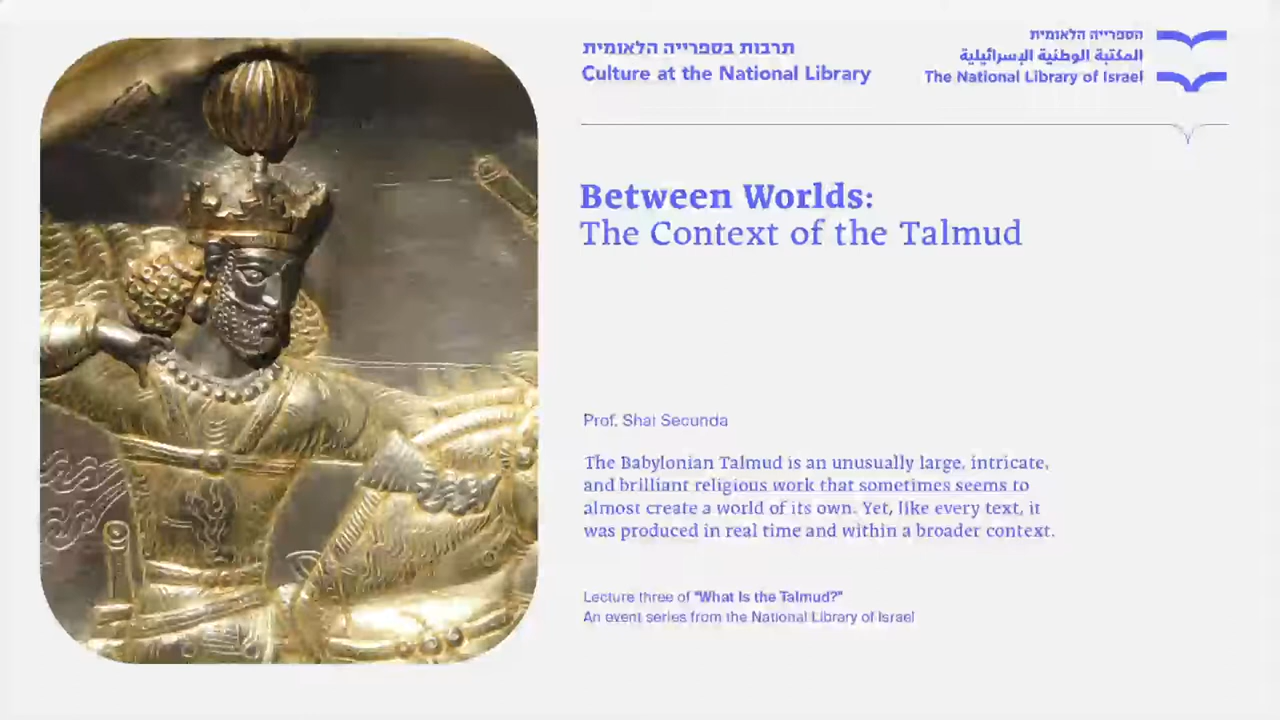 תרבות בספרייה הלאומית
Culture at the National Library
הספרייה הלאומית
المكتبة الوطنية الإسرائيلية
The National Library of Israel
Between Worlds:
The Context of the Talmud
Prof. Shai Secunda
The Babylonian Talmud is an unusually large, intricate,
and brilliant religious work that sometimes seems to
almost create a world of its own. Yet, like every text, it
was produced in real time and within a broader context.
Lecture three of "What Is the Talmud?"
An event series from the National Library of Israel